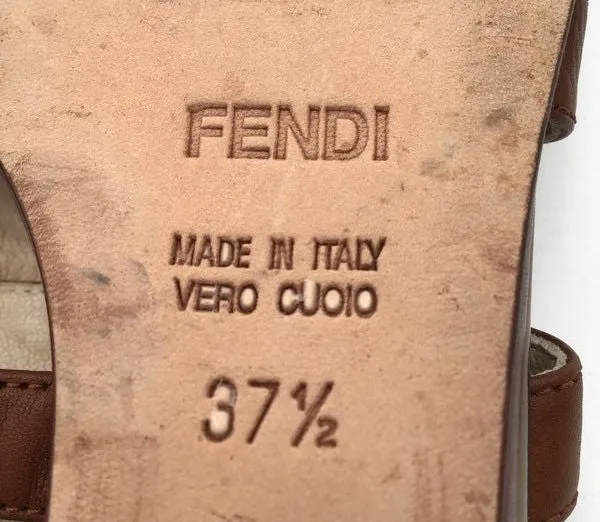 FENDI
MADE IN ITALY
VERO CUOIO
37½